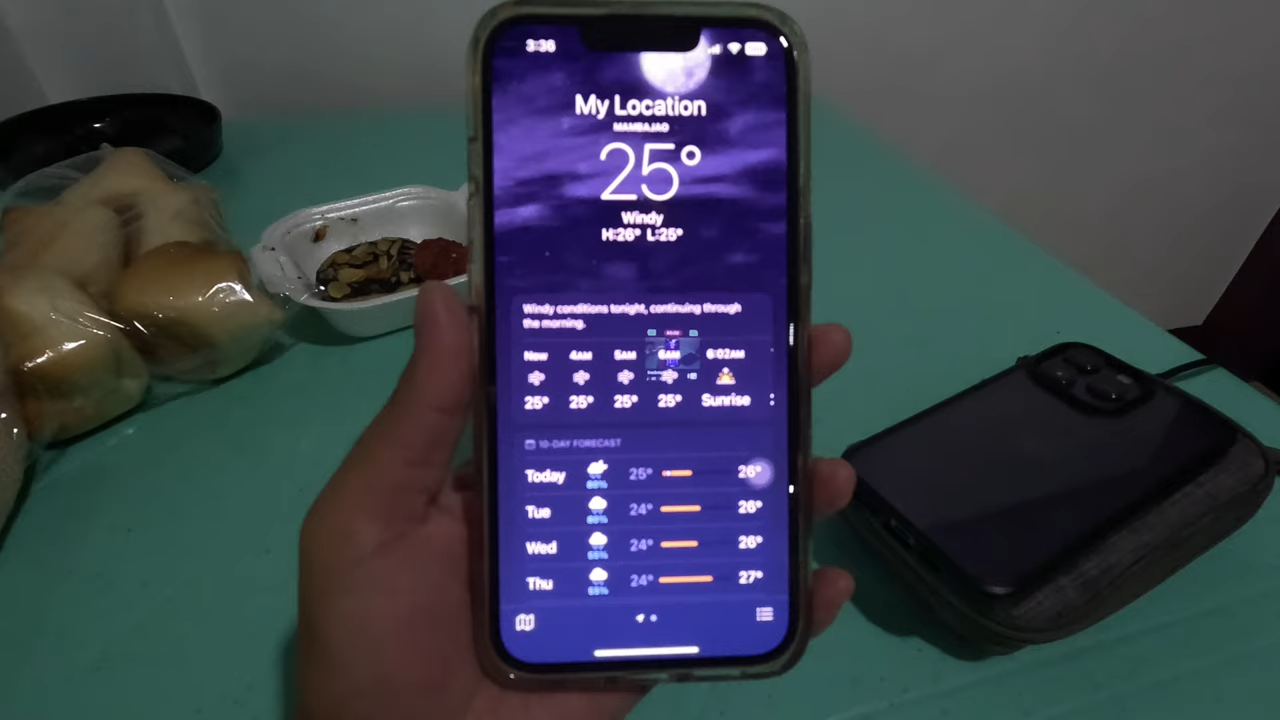 3:36
My Location
MAMBAJAO
25°
Windy
H:26° L:25°
Windy conditions tonight, continuing through
the morning.
Now 4AM 5AM 6AM 6:02AM
25° 25° 25° 25° Sunrise
10-DAY FORECAST
Today 25° 26°
Tue 24° 26°
Wed 24° 26°
Thu 24° 27°
55%